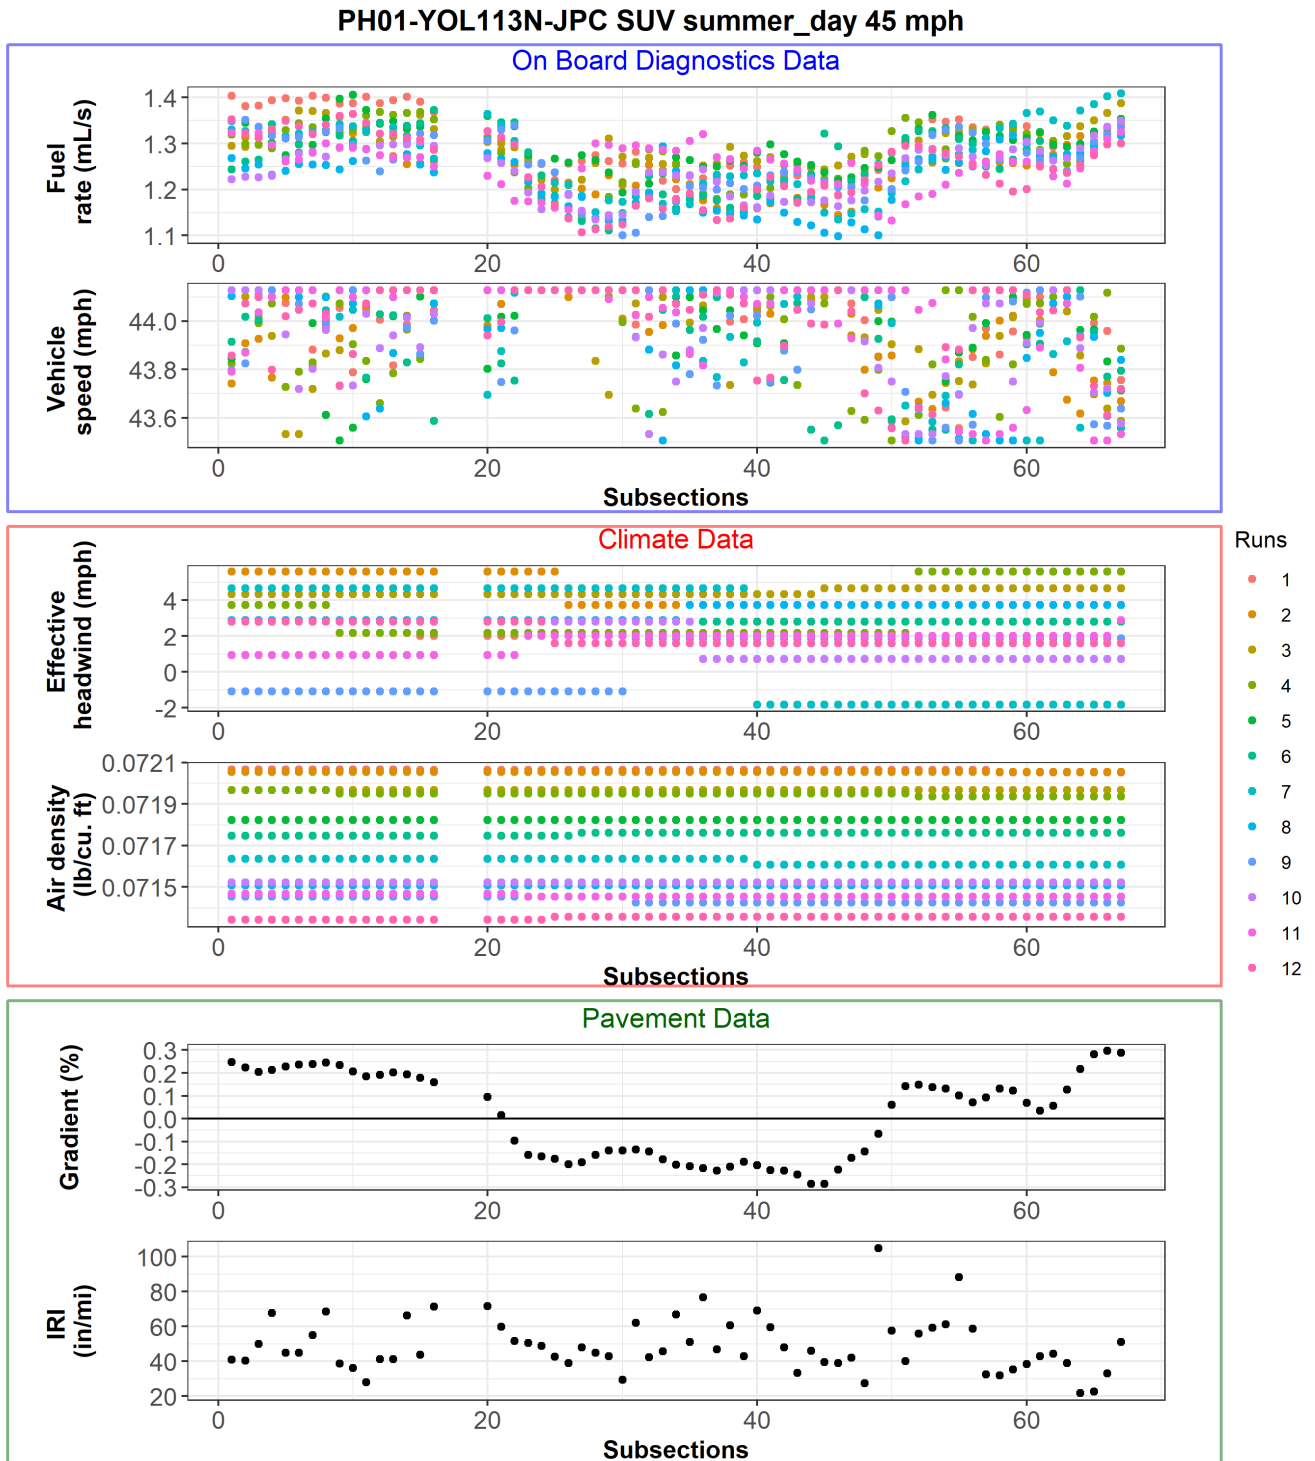 PH01-YOL113N-JPC SUV summer_day 45 mph
On Board Diagnostics Data
Fuel
rate (mL/s)
1.4
1.3
1.2
1.1
0 20 40 60
Vehicle
speed (mph)
44.0
43.8
43.6
0 20 40 60
Subsections
Climate Data
Effective
headwind (mph)
4
2
0
-2
0 20 40 60
Air density
(lb/cu. ft)
0.0721
0.0719
0.0717
0.0715
0 20 40 60
Subsections
Runs
1
2
3
4
5
6
7
8
9
10
11
12
Pavement Data
Gradient (%)
0.3
0.2
0.1
0.0
-0.1
-0.2
-0.3
0 20 40 60
IRI
(in/mi)
100
80
60
40
20
0 20 40 60
Subsections